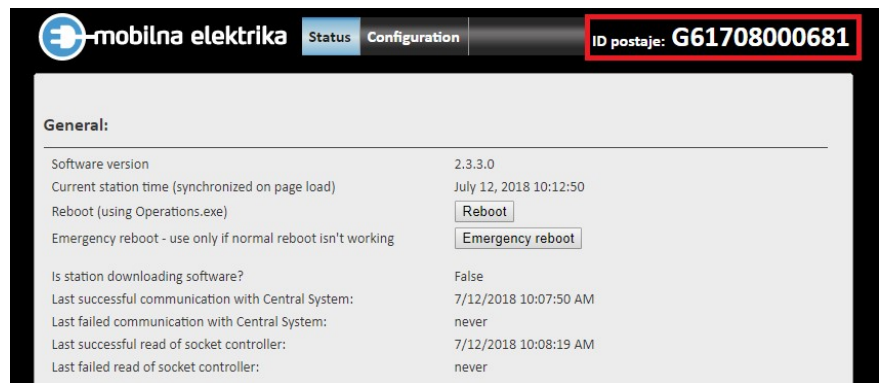 mobilna elektrika Status Configuration ID postaje: G61708000681
General:
Software version 2.3.3.0
Current station time (synchronized on page load) July 12, 2018 10:12:50
Reboot (using Operations.exe) Reboot
Emergency reboot - use only if normal reboot isn't working Emergency reboot
Is station downloading software? False
Last successful communication with Central System: 7/12/2018 10:07:50 AM
Last failed communication with Central System: never
Last successful read of socket controller: 7/12/2018 10:08:19 AM
Last failed read of socket controller: never